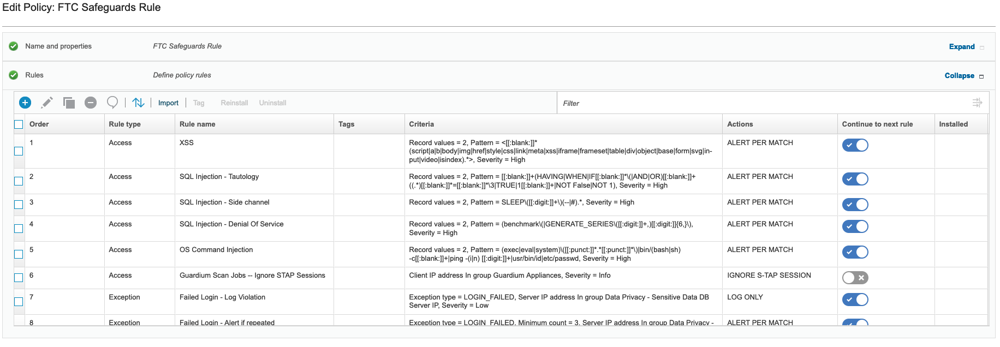 Edit Policy: FTC Safeguards Rule
Name and properties FTC Safeguards Rule Expand
Rules Define policy rules Collapse
Import Tag Reinstall Uninstall Filter
Order Rule type Rule name Tags Criteria Actions Continue to next rule Installed
1 Access XSS Record values = 2, Pattern = <[[:blank:]]* ALERT PER MATCH
(script|a|b|body|img|href|style|css|link|meta|xss|iframe|frameset|table|div|object|base|form|svg|in-
put|video|isindex).*>, Severity = High
2 Access SQL Injection - Tautology Record values = 2, Pattern = [[:blank:]]+(HAVING|WHEN|IF[[:blank:]]*\(|AND|OR)[[:blank:]]+ ALERT PER MATCH
((.*)[[:blank:]]*=[[:blank:]]*\3|TRUE|1[[:blank:]]+|NOT False|NOT 1), Severity = High
3 Access SQL Injection - Side channel Record values = 2, Pattern = SLEEP\([[:digit:]]+\)(--|#).*, Severity = High ALERT PER MATCH
4 Access SQL Injection - Denial Of Service Record values = 2, Pattern = (benchmark\(|GENERATE_SERIES\([[:digit:]]+,)[[:digit:]]{6,}\), ALERT PER MATCH
Severity = High
5 Access OS Command Injection Record values = 2, Pattern = (exec|eval|system)\([[:punct:]]*.*[[:punct:]]*\)|bin/(bash|sh) ALERT PER MATCH
-c[[:blank:]]+|ping -(i|n) [[:digit:]]+|usr/bin/id|etc/passwd, Severity = High
6 Access Guardium Scan Jobs -- Ignore STAP Sessions Client IP address In group Guardium Appliances, Severity = Info IGNORE S-TAP SESSION
7 Exception Failed Login - Log Violation Exception type = LOGIN_FAILED, Server IP address In group Data Privacy - Sensitive Data DB LOG ONLY
Server IP, Severity = Low
8 Exception Failed Login - Alert if repeated Exception type = LOGIN_FAILED, Minimum count = 3, Server IP address In group Data Privacy - ALERT PER MATCH